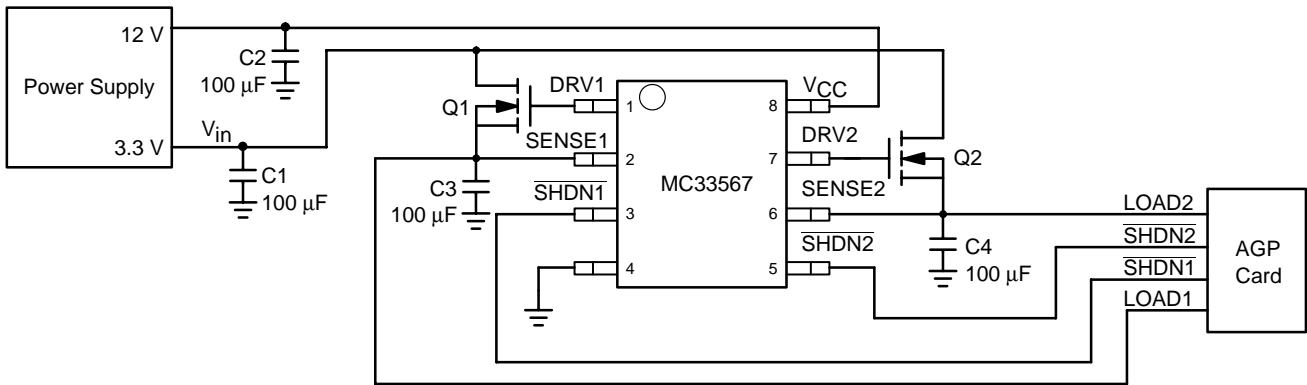 12 V
C2
100 μF
Power Supply
Vin
3.3 V
C1
100 μF
Q1
DRV1
SENSE1
C3
100 μF
SHDN1
1
2
3
4
MC33567
8
7
6
5
VCC
DRV2
Q2
SENSE2
SHDN2
C4
100 μF
LOAD2
SHDN2
SHDN1
LOAD1
AGP
Card